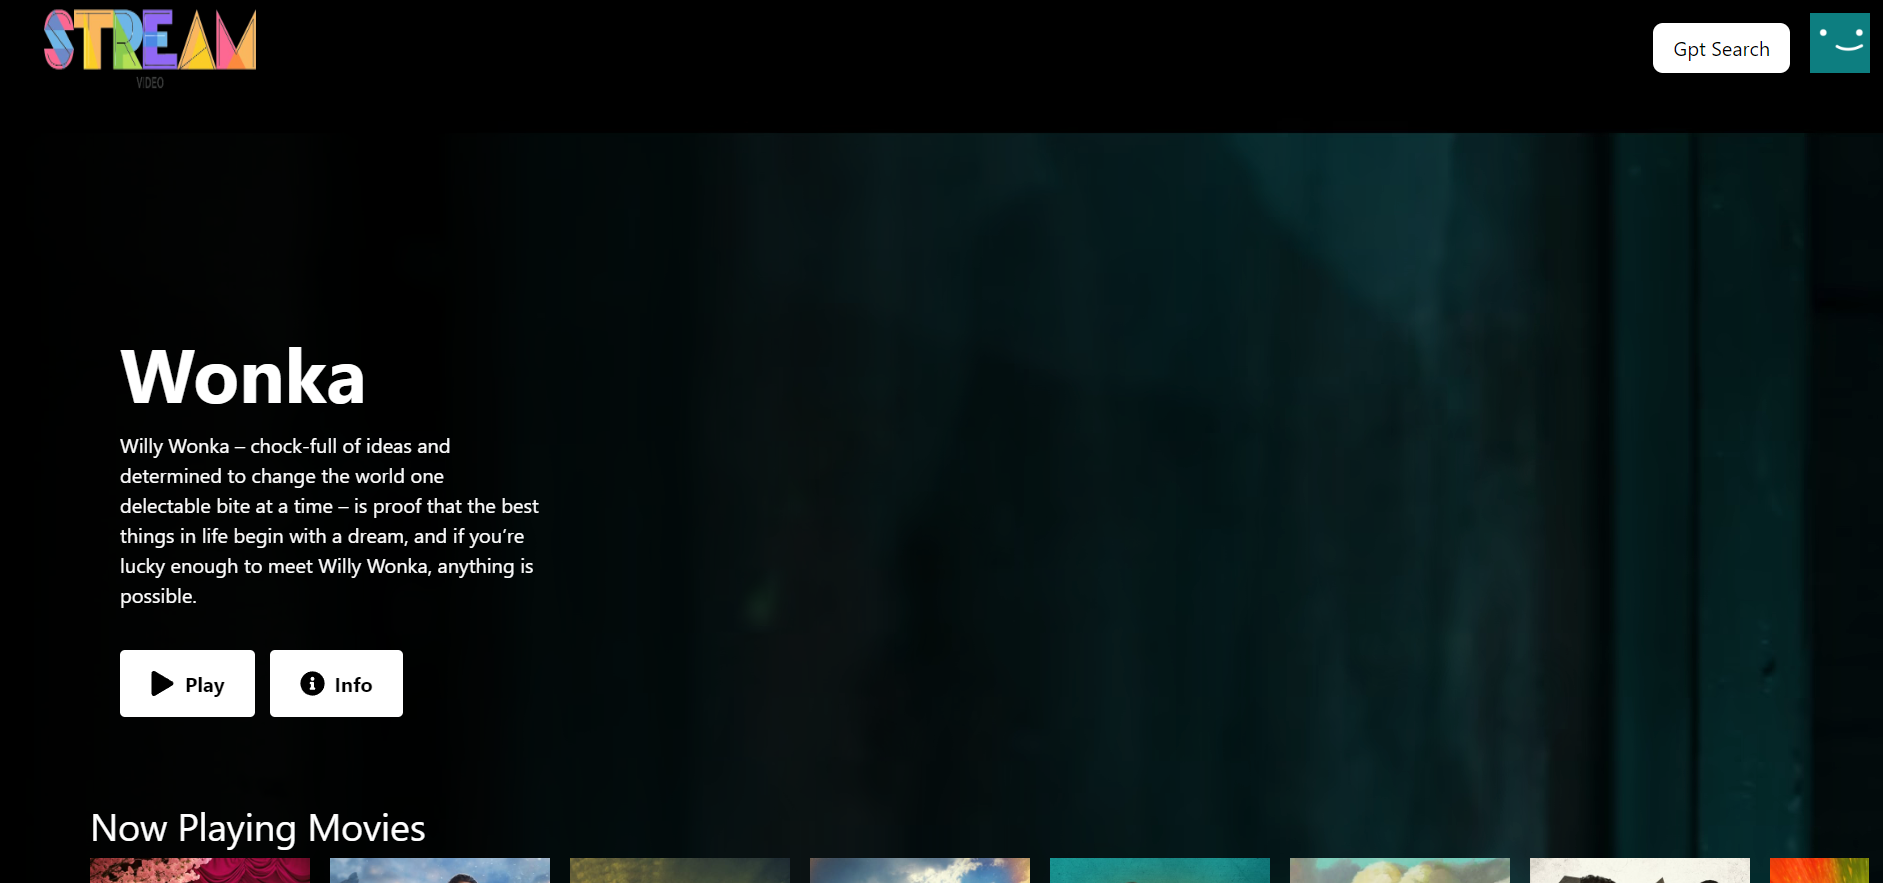 STREAM
VIDEO
Gpt Search
Wonka
Willy Wonka – chock-full of ideas and
determined to change the world one
delectable bite at a time – is proof that the best
things in life begin with a dream, and if you’re
lucky enough to meet Willy Wonka, anything is
possible.
Play
Info
Now Playing Movies